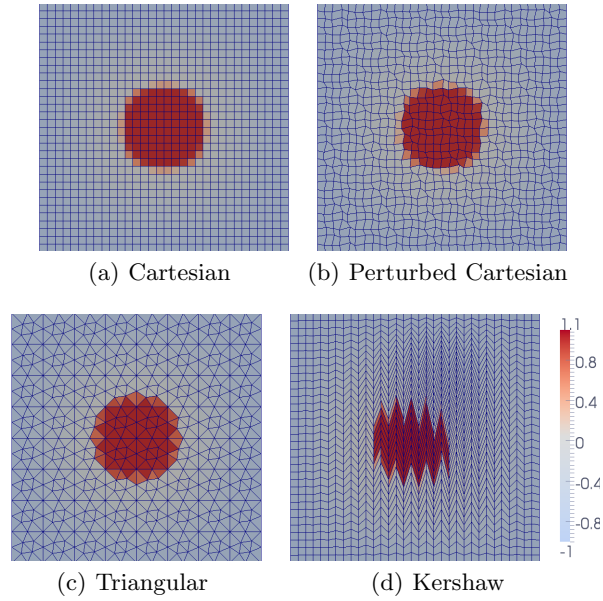 (a) Cartesian
(b) Perturbed Cartesian
1.1
0.8
0.4
0
-0.4
-0.8
-1
(c) Triangular
(d) Kershaw